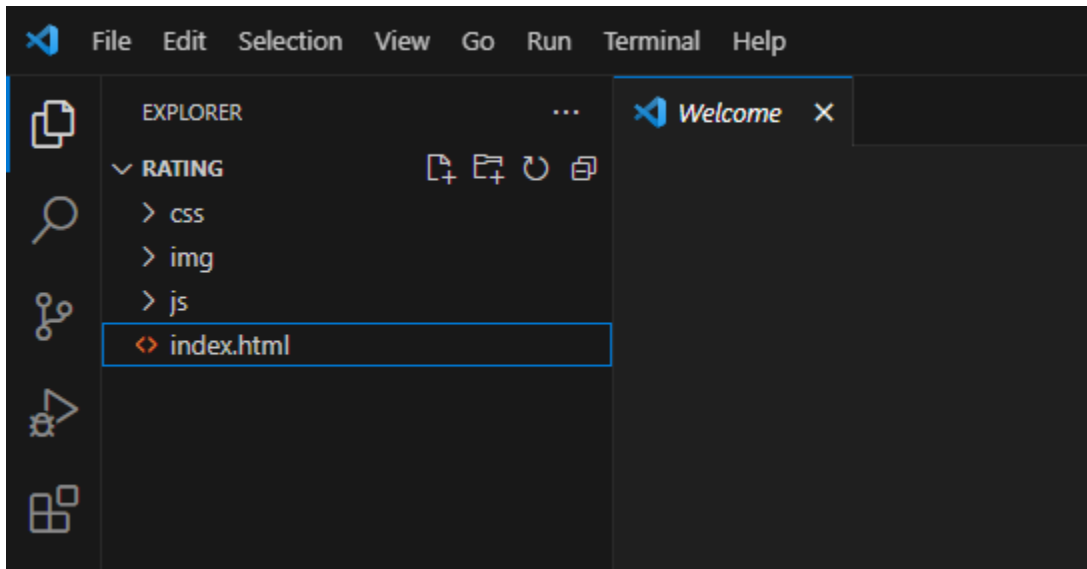 File Edit Selection View Go Run Terminal Help
EXPLORER
Welcome
RATING
css
img
js
index.html